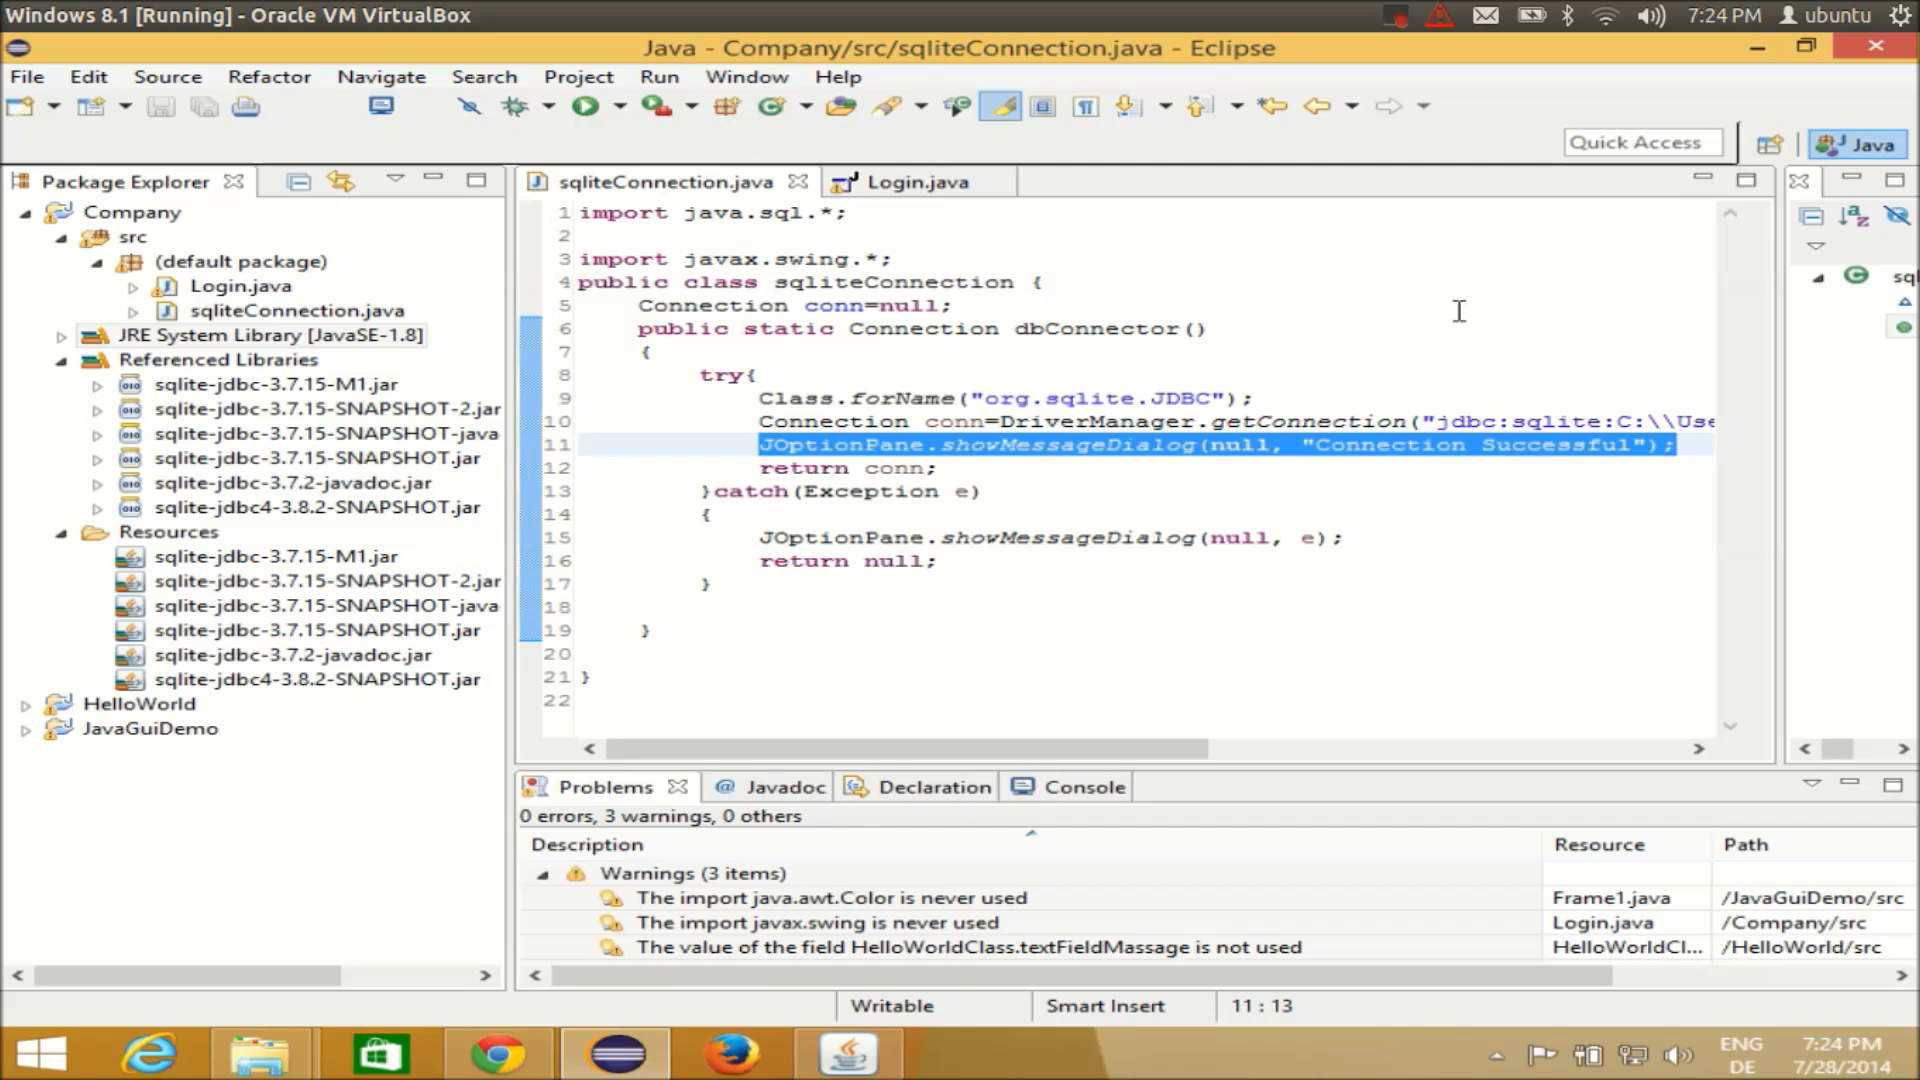 Windows 8.1 [Running] - Oracle VM VirtualBox
7:24 PM
ubuntu
Java - Company/src/sqliteConnection.java - Eclipse
File Edit Source Refactor Navigate Search Project Run Window Help
Quick Access
Java
Package Explorer
Company
src
(default package)
Login.java
sqliteConnection.java
JRE System Library [JavaSE-1.8]
Referenced Libraries
sqlite-jdbc-3.7.15-M1.jar
sqlite-jdbc-3.7.15-SNAPSHOT-2.jar
sqlite-jdbc-3.7.15-SNAPSHOT-java
sqlite-jdbc-3.7.15-SNAPSHOT.jar
sqlite-jdbc-3.7.2-javadoc.jar
sqlite-jdbc4-3.8.2-SNAPSHOT.jar
Resources
sqlite-jdbc-3.7.15-M1.jar
sqlite-jdbc-3.7.15-SNAPSHOT-2.jar
sqlite-jdbc-3.7.15-SNAPSHOT-java
sqlite-jdbc-3.7.15-SNAPSHOT.jar
sqlite-jdbc-3.7.2-javadoc.jar
sqlite-jdbc4-3.8.2-SNAPSHOT.jar
HelloWorld
JavaGuiDemo
sqliteConnection.java
Login.java
1 import java.sql.*;
2
3 import javax.swing.*;
4 public class sqliteConnection {
5 Connection conn=null;
6 public static Connection dbConnector()
7 {
8 try{
9 Class.forName("org.sqlite.JDBC");
10 Connection conn=DriverManager.getConnection("jdbc:sqlite:C:\\Use
11 JOptionPane.showMessageDialog(null, "Connection Successful");
12 return conn;
13 }catch(Exception e)
14 {
15 JOptionPane.showMessageDialog(null, e);
16 return null;
17 }
18
19 }
20
21 }
22
sql
Problems
@ Javadoc
Declaration
Console
0 errors, 3 warnings, 0 others
Description Resource Path
Warnings (3 items)
The import java.awt.Color is never used Frame1.java /JavaGuiDemo/src
The import javax.swing is never used Login.java /Company/src
The value of the field HelloWorldClass.textFieldMassage is not used HelloWorldCl... /HelloWorld/src
Writable
Smart Insert
11 : 13
ENG
DE
7:24 PM
7/28/2014